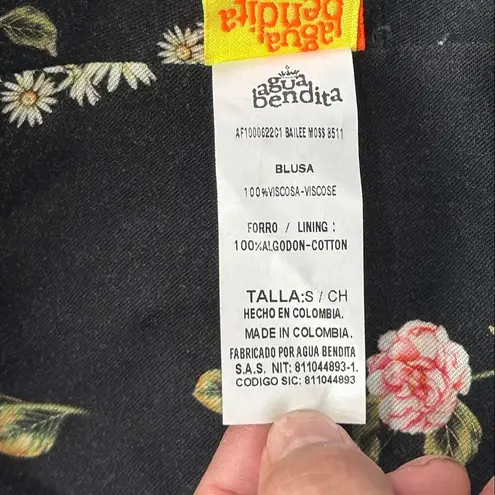 agua
bendita
agua
bendita
AF1000622C1 BAILEE MOSS 8511
BLUSA
100%VISCOSA-VISCOSE
FORRO / LINING :
100%ALGODON-COTTON
TALLA:S / CH
HECHO EN COLOMBIA.
MADE IN COLOMBIA.
FABRICADO POR AGUA BENDITA
S.A.S. NIT: 811044893-1.
CODIGO SIC: 811044893